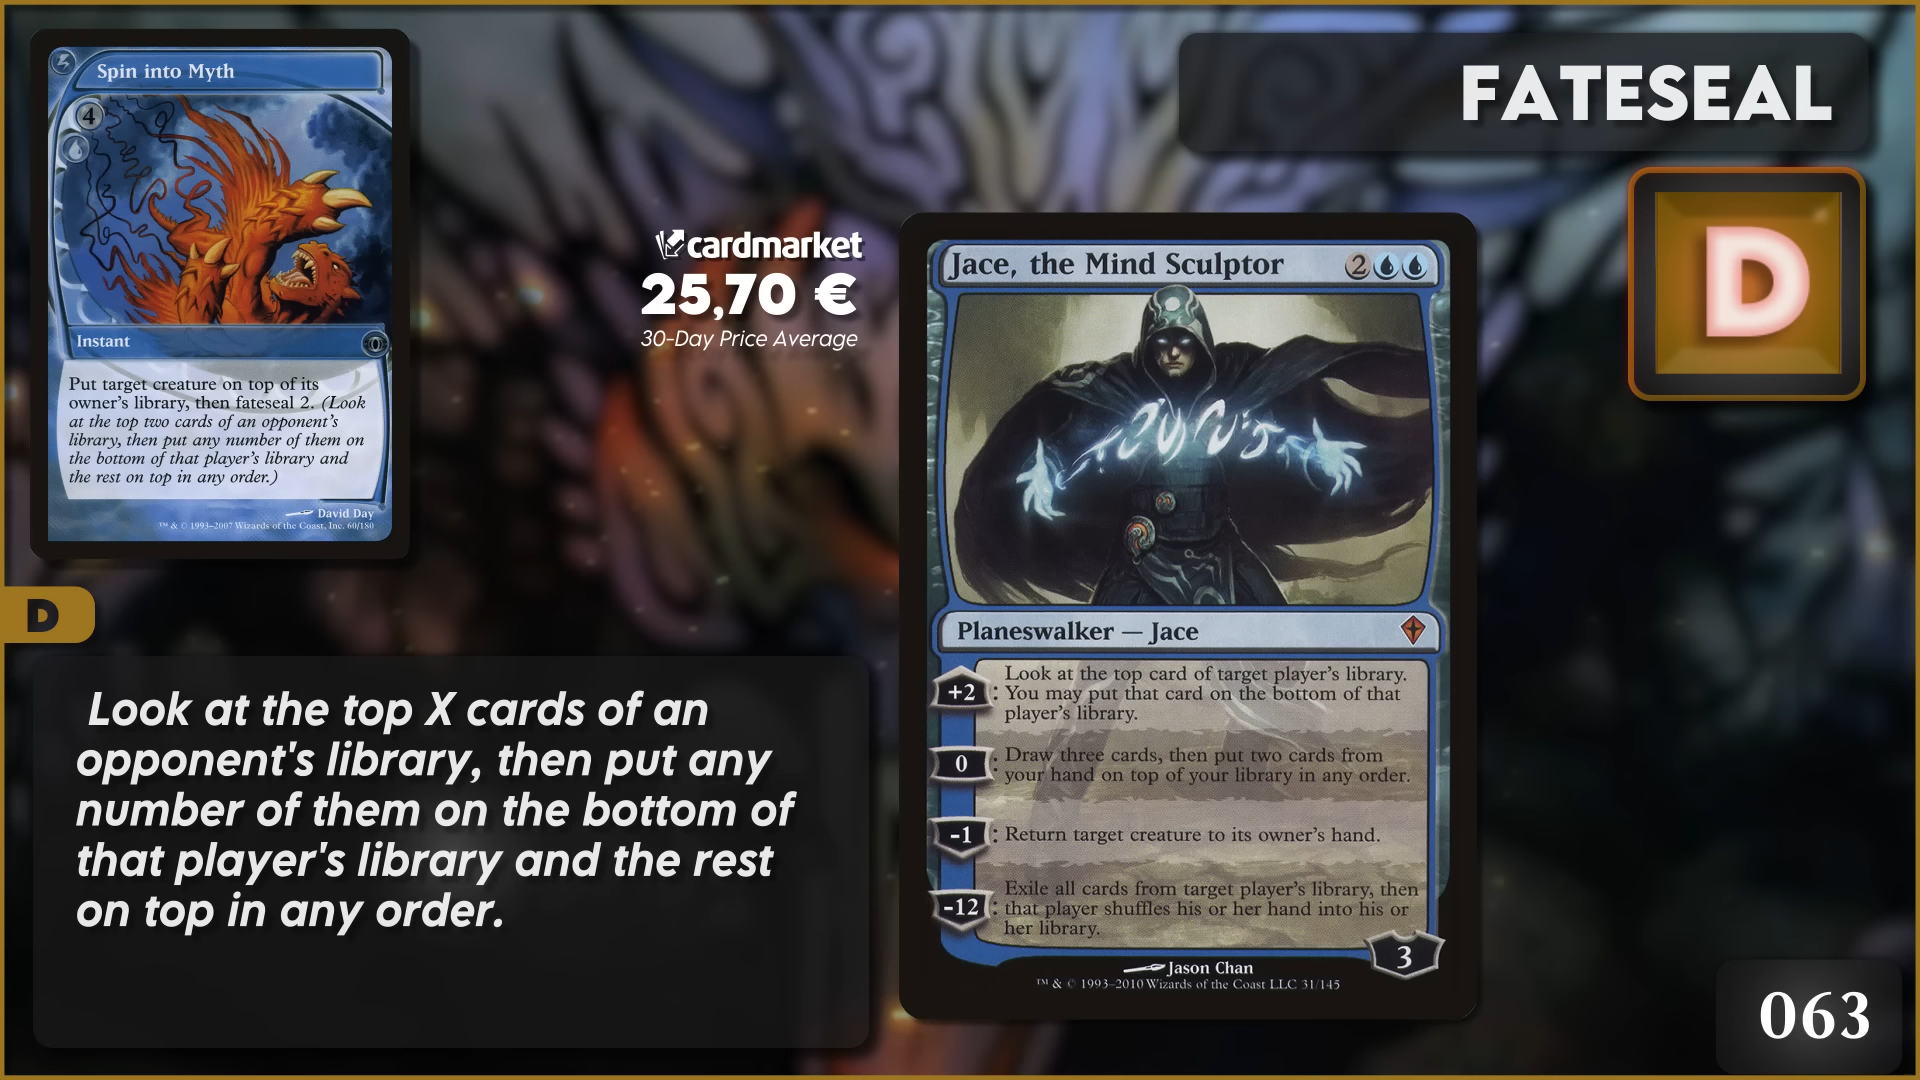 Spin into Myth
4
Instant
Put target creature on top of its
owner's library, then fateseal 2. (Look
at the top two cards of an opponent's
library, then put any number of them on
the bottom of that player's library and
the rest on top in any order.)
David Day
™ & © 1993–2007 Wizards of the Coast, Inc. 60/180
D
Look at the top X cards of an
opponent's library, then put any
number of them on the bottom of
that player's library and the rest
on top in any order.
cardmarket
25,70 €
30-Day Price Average
Jace, the Mind Sculptor 2
Planeswalker — Jace
+2 : Look at the top card of target player's library.
You may put that card on the bottom of that
player's library.
0 : Draw three cards, then put two cards from
your hand on top of your library in any order.
-1 : Return target creature to its owner's hand.
-12 : Exile all cards from target player's library, then
that player shuffles his or her hand into his or
her library.
3
Jason Chan
™ & © 1993–2010 Wizards of the Coast LLC 31/145
FATESEAL
D
063